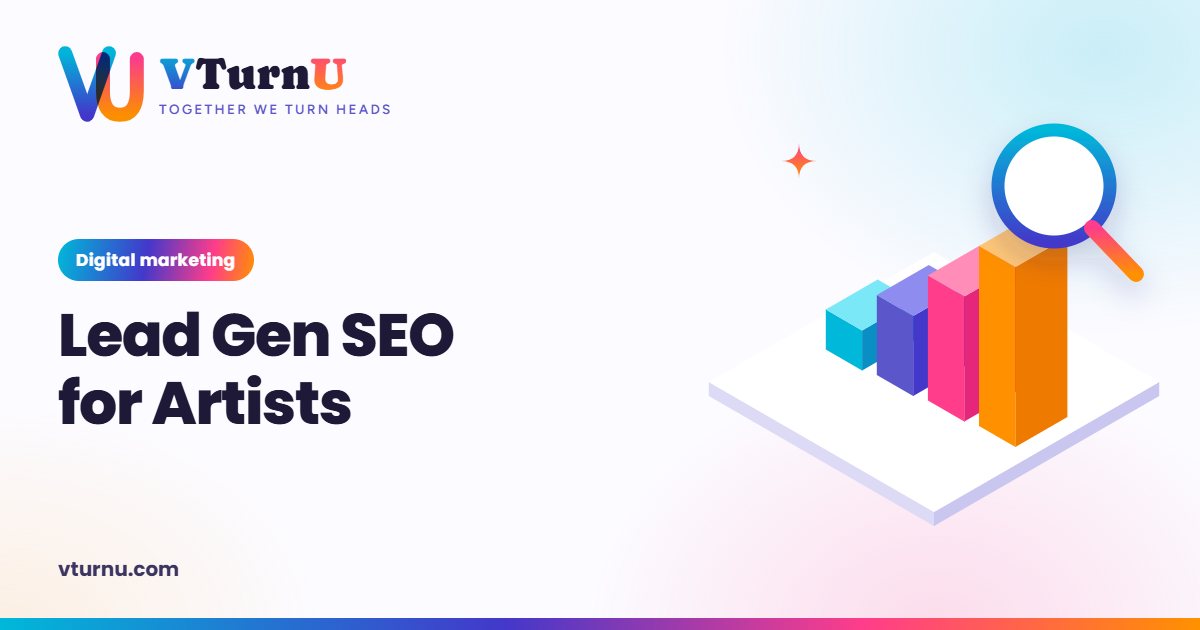 VTurnU
TOGETHER WE TURN HEADS
Digital marketing
Lead Gen SEO
for Artists
vturnu.com